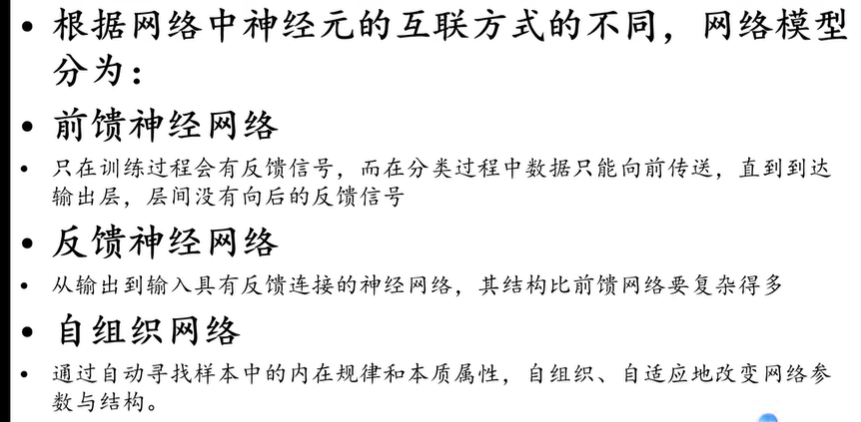 • 根据网络中神经元的互联方式的不同，网络模型
分为：
• 前馈神经网络
• 只在训练过程会有反馈信号，而在分类过程中数据只能向前传送，直到到达
输出层，层间没有向后的反馈信号
• 反馈神经网络
• 从输出到输入具有反馈连接的神经网络，其结构比前馈网络要复杂得多
• 自组织网络
• 通过自动寻找样本中的内在规律和本质属性，自组织、自适应地改变网络参
数与结构。